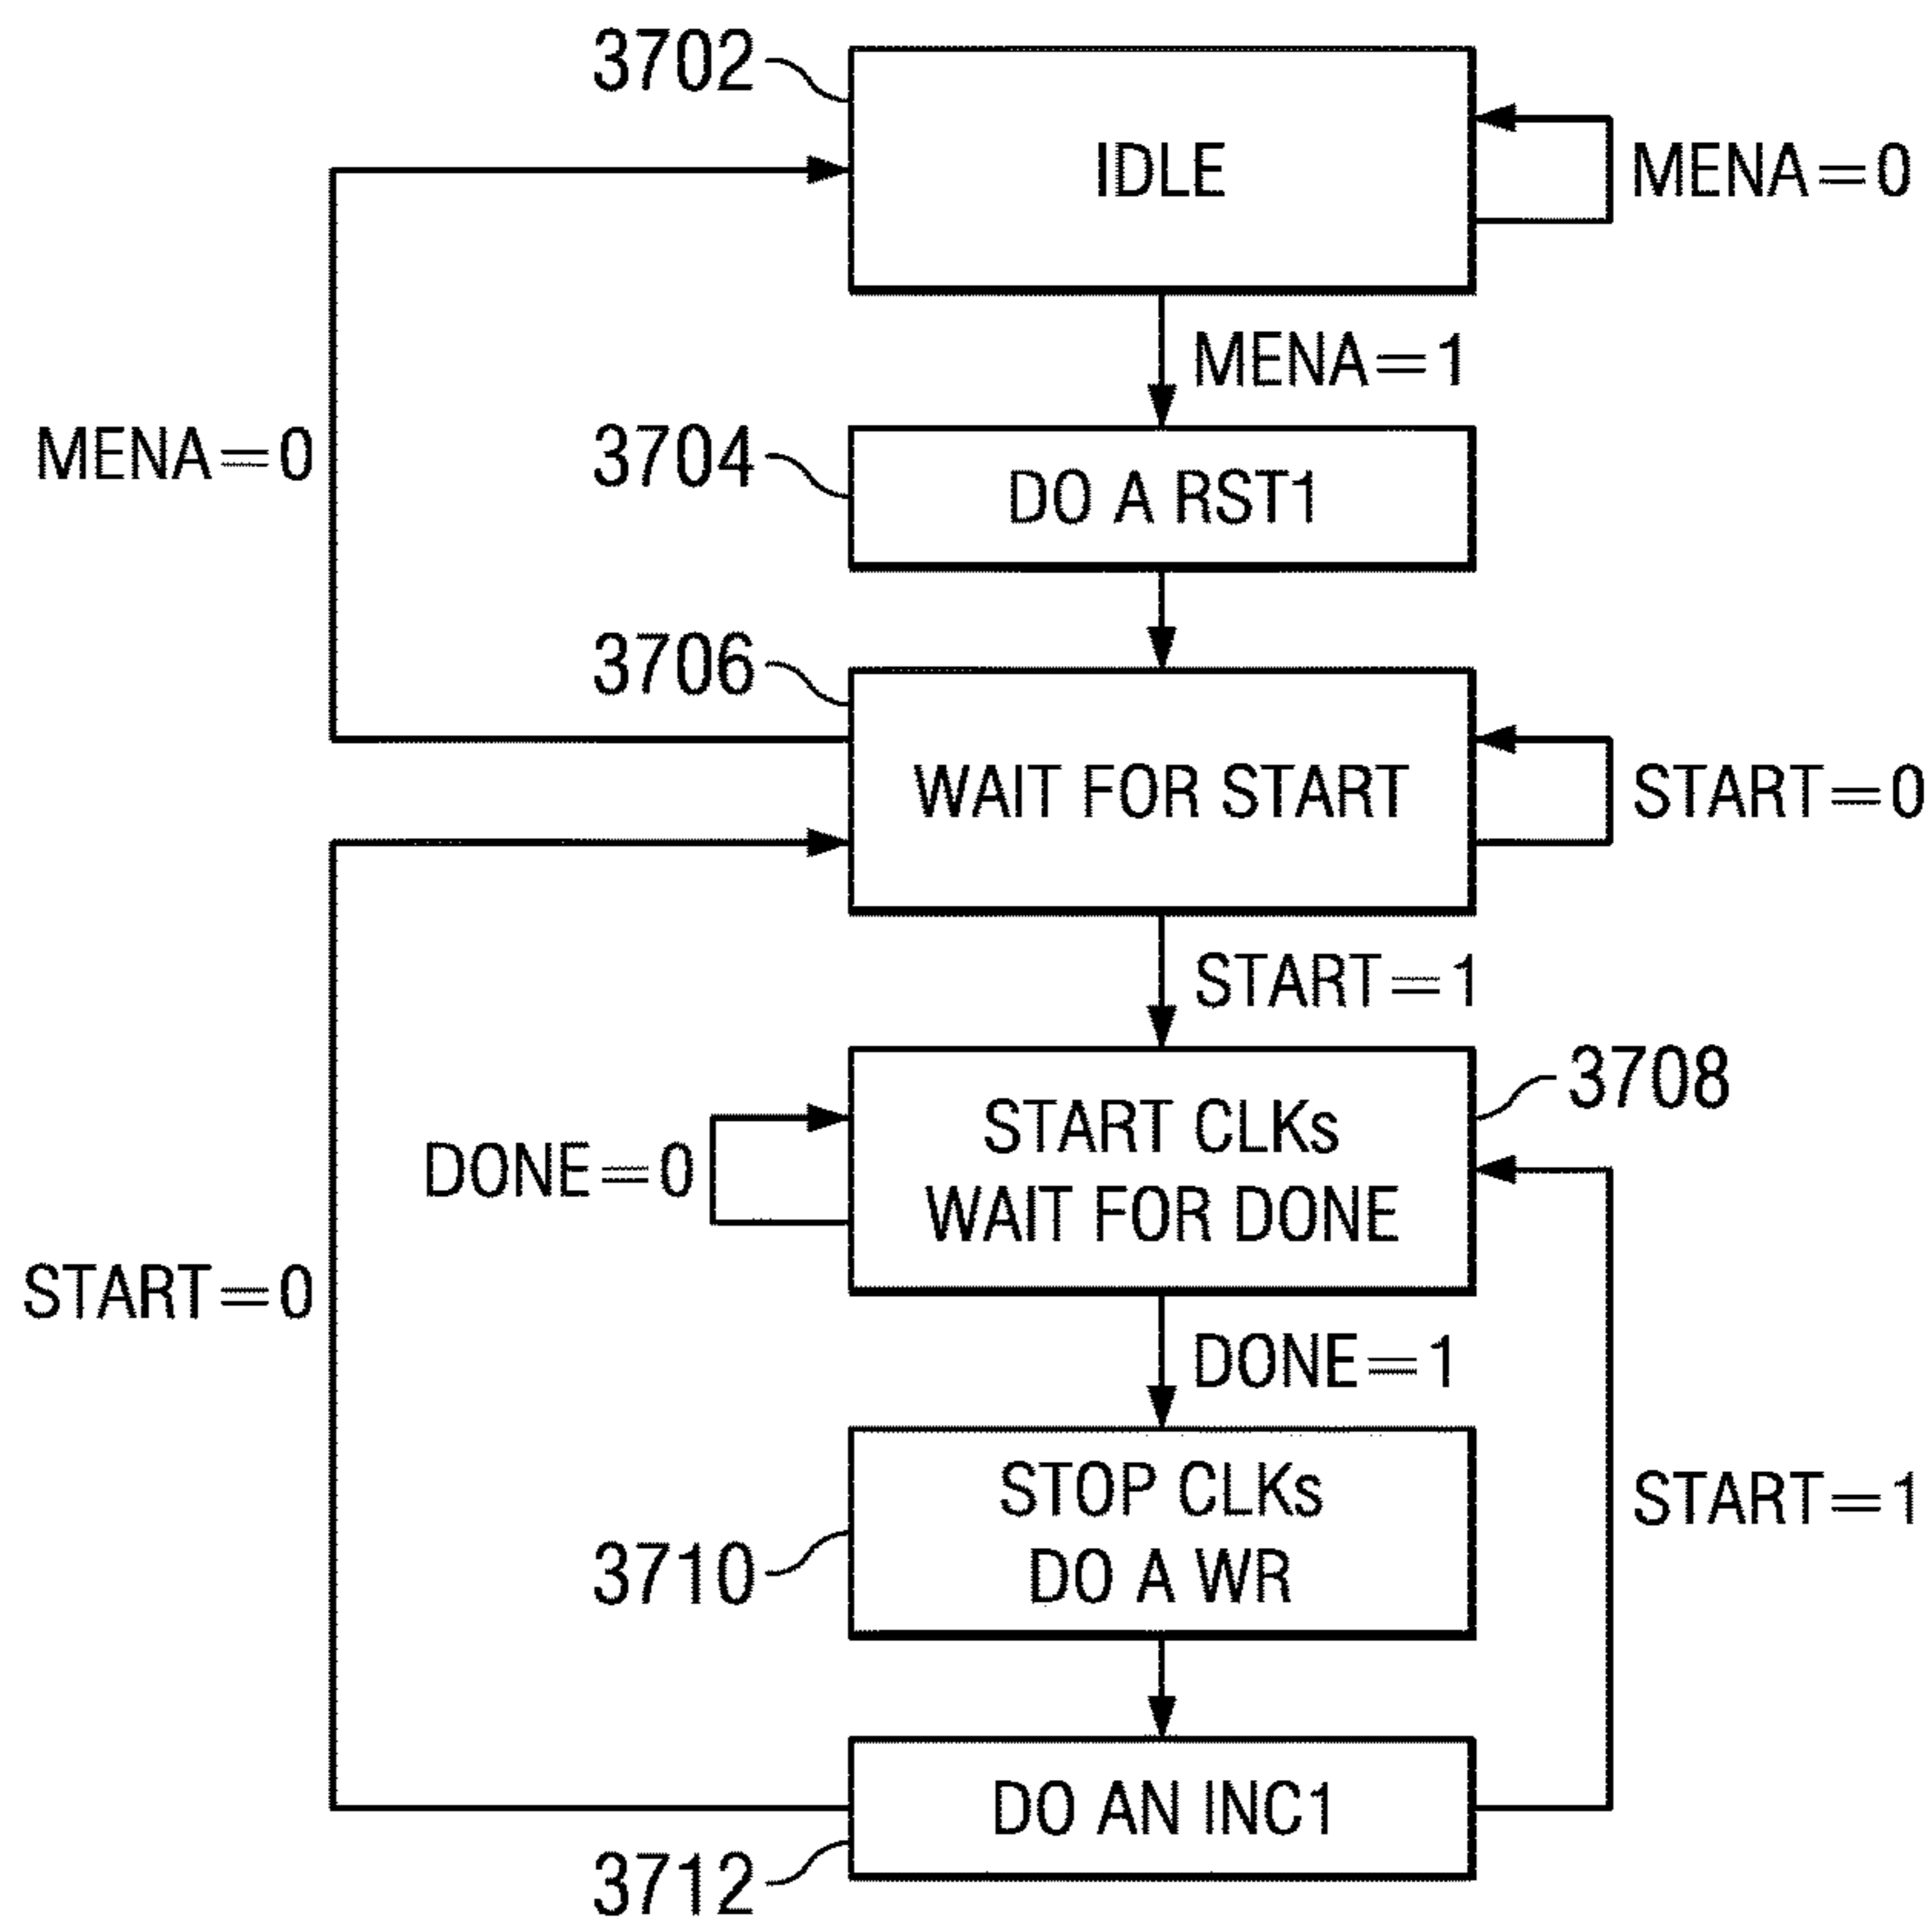 3702
IDLE
MENA=0
MENA=1
MENA=0
3704
DO A RST1
3706
WAIT FOR START
START=0
START=1
3708
START CLKs
WAIT FOR DONE
DONE=0
START=0
DONE=1
STOP CLKs
DO A WR
START=1
3710
DO AN INC1
3712